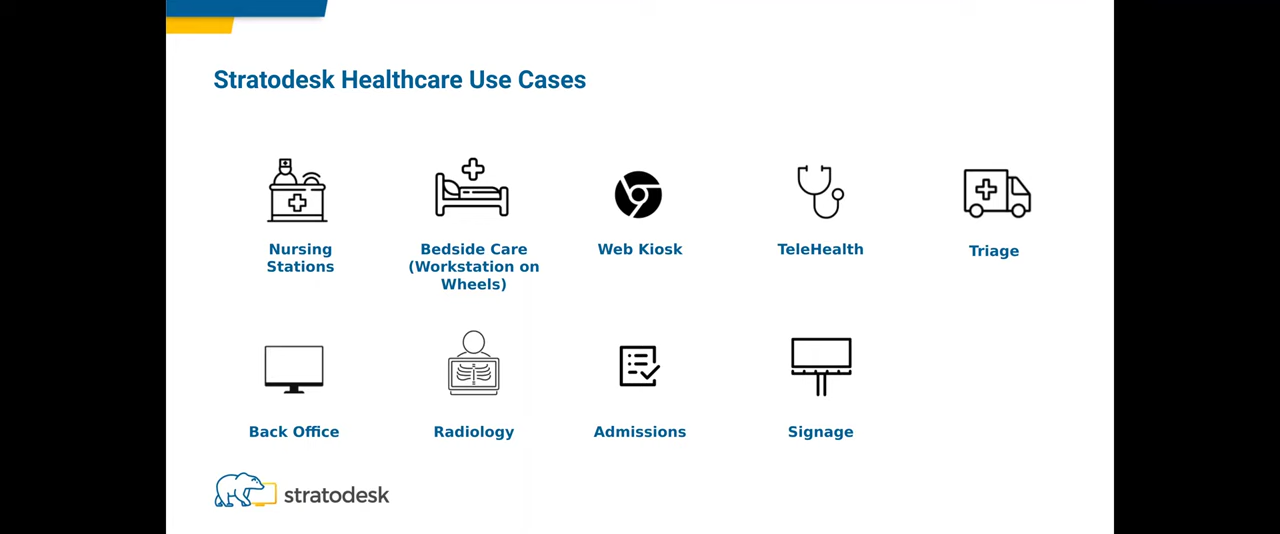 Stratodesk Healthcare Use Cases
Nursing
Stations
Bedside Care
(Workstation on
Wheels)
Web Kiosk
TeleHealth
Triage
Back Office
Radiology
Admissions
Signage
stratodesk